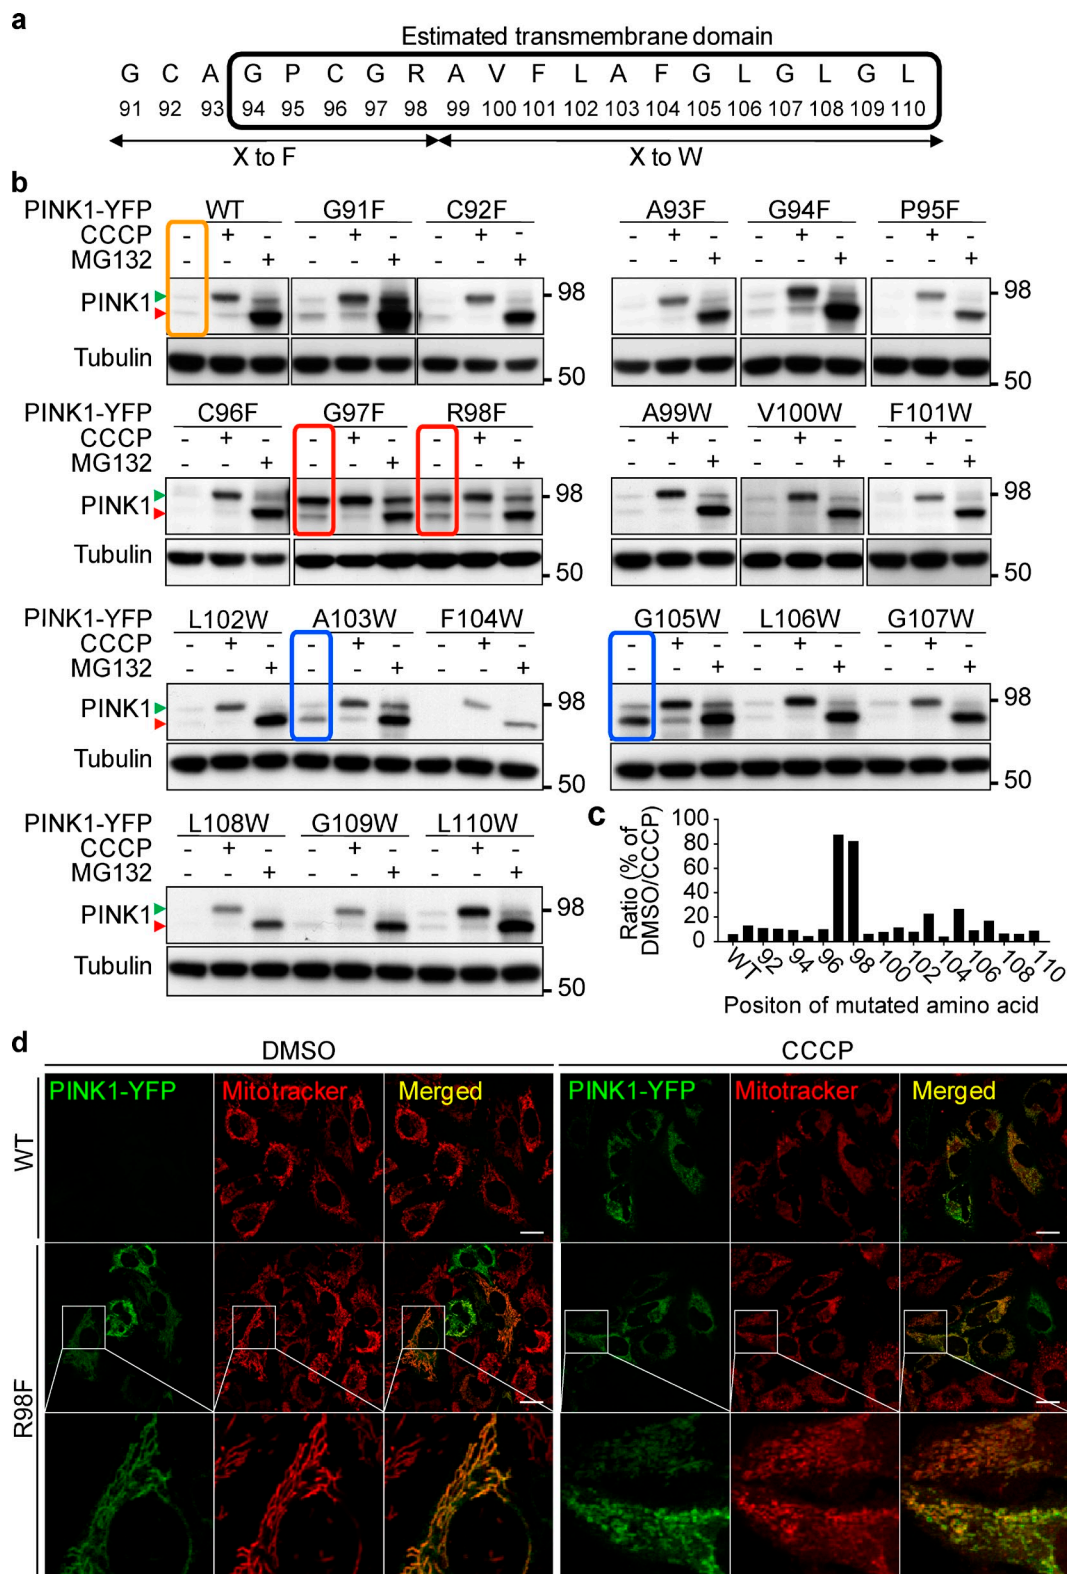 a
Estimated transmembrane domain
G C A G P C G R A V F L A F G L G L G L
91 92 93 94 95 96 97 98 99 100 101 102 103 104 105 106 107 108 109 110
X to F X to W
b
PINK1-YFP WT G91F C92F A93F G94F P95F
CCCP - + - - + - - + - - + - - + - - + -
MG132 - - + - - + - - + - - + - - + - - +
PINK1 98 98
Tubulin 50 50
PINK1-YFP C96F G97F R98F A99W V100W F101W
CCCP - + - - + - - + - - + - - + - - + -
MG132 - - + - - + - - + - - + - - + - - +
PINK1 98 98
Tubulin 50 50
PINK1-YFP L102W A103W F104W G105W L106W G107W
CCCP - + - - + - - + - - + - - + - - + -
MG132 - - + - - + - - + - - + - - + - - +
PINK1 98 98
Tubulin 50 50
PINK1-YFP L108W G109W L110W
CCCP - + - - + - - + -
MG132 - - + - - + - - +
PINK1 98
Tubulin 50
c
Ratio (% of
DMSO/CCCP)
100
80
60
40
20
0
WT 92 94 96 98 100 102 104 106 108 110
Positon of mutated amino acid
d
DMSO CCCP
PINK1-YFP Mitotracker Merged PINK1-YFP Mitotracker Merged
WT
R98F